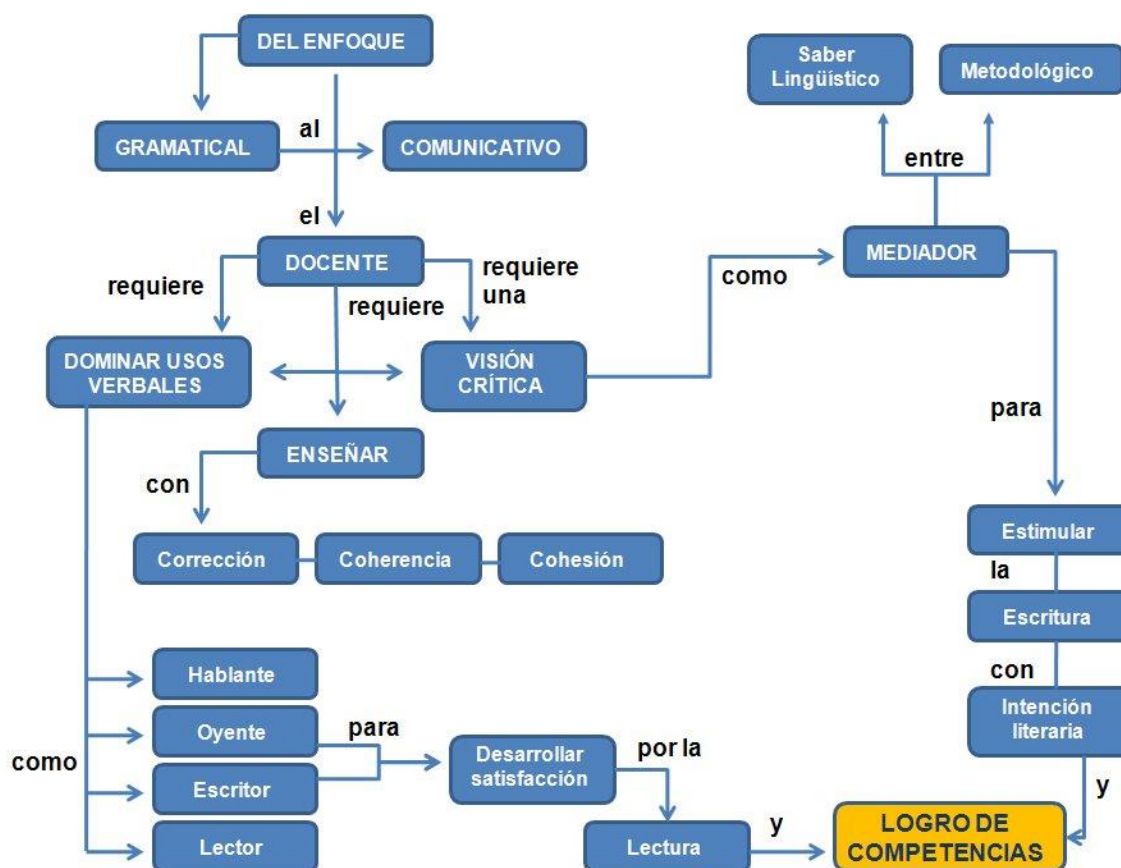 DEL ENFOQUE
GRAMATICAL
al
COMUNICATIVO
el
DOCENTE
requiere
requiere
requiere
una
DOMINAR USOS
VERBALES
VISIÓN
CRÍTICA
ENSEÑAR
con
Corrección
Coherencia
Cohesión
como
Hablante
Oyente
Escritor
Lector
para
Desarrollar
satisfacción
por la
Lectura
y
como
MEDIADOR
entre
Saber
Lingüístico
Metodológico
para
Estimular
la
Escritura
con
Intención
literaria
y
LOGRO DE
COMPETENCIAS